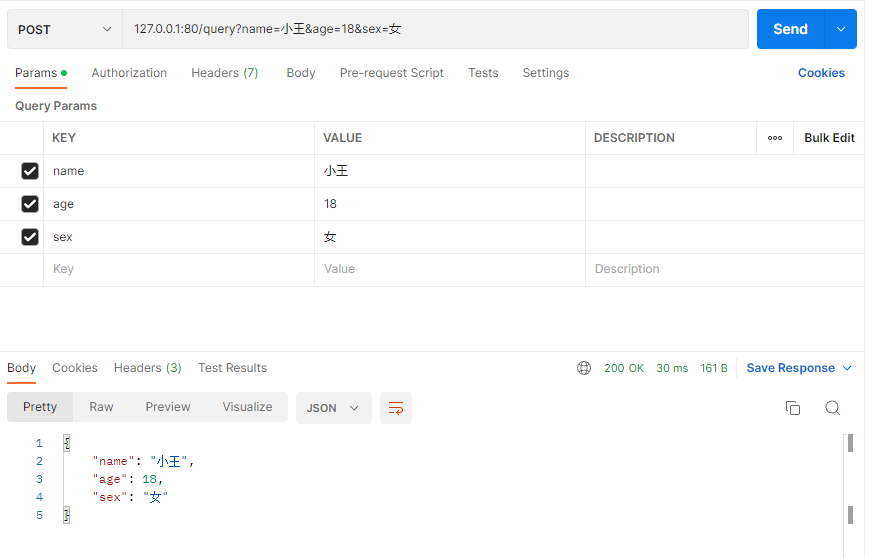 POST 127.0.0.1:80/query?name=小王&age=18&sex=女 Send
Params Authorization Headers (7) Body Pre-request Script Tests Settings Cookies
Query Params
KEY VALUE DESCRIPTION Bulk Edit
name 小王
age 18
sex 女
Key Value Description
Body Cookies Headers (3) Test Results 200 OK 30 ms 161 B Save Response
Pretty Raw Preview Visualize JSON
1 {
2 "name": "小王",
3 "age": 18,
4 "sex": "女"
5 }